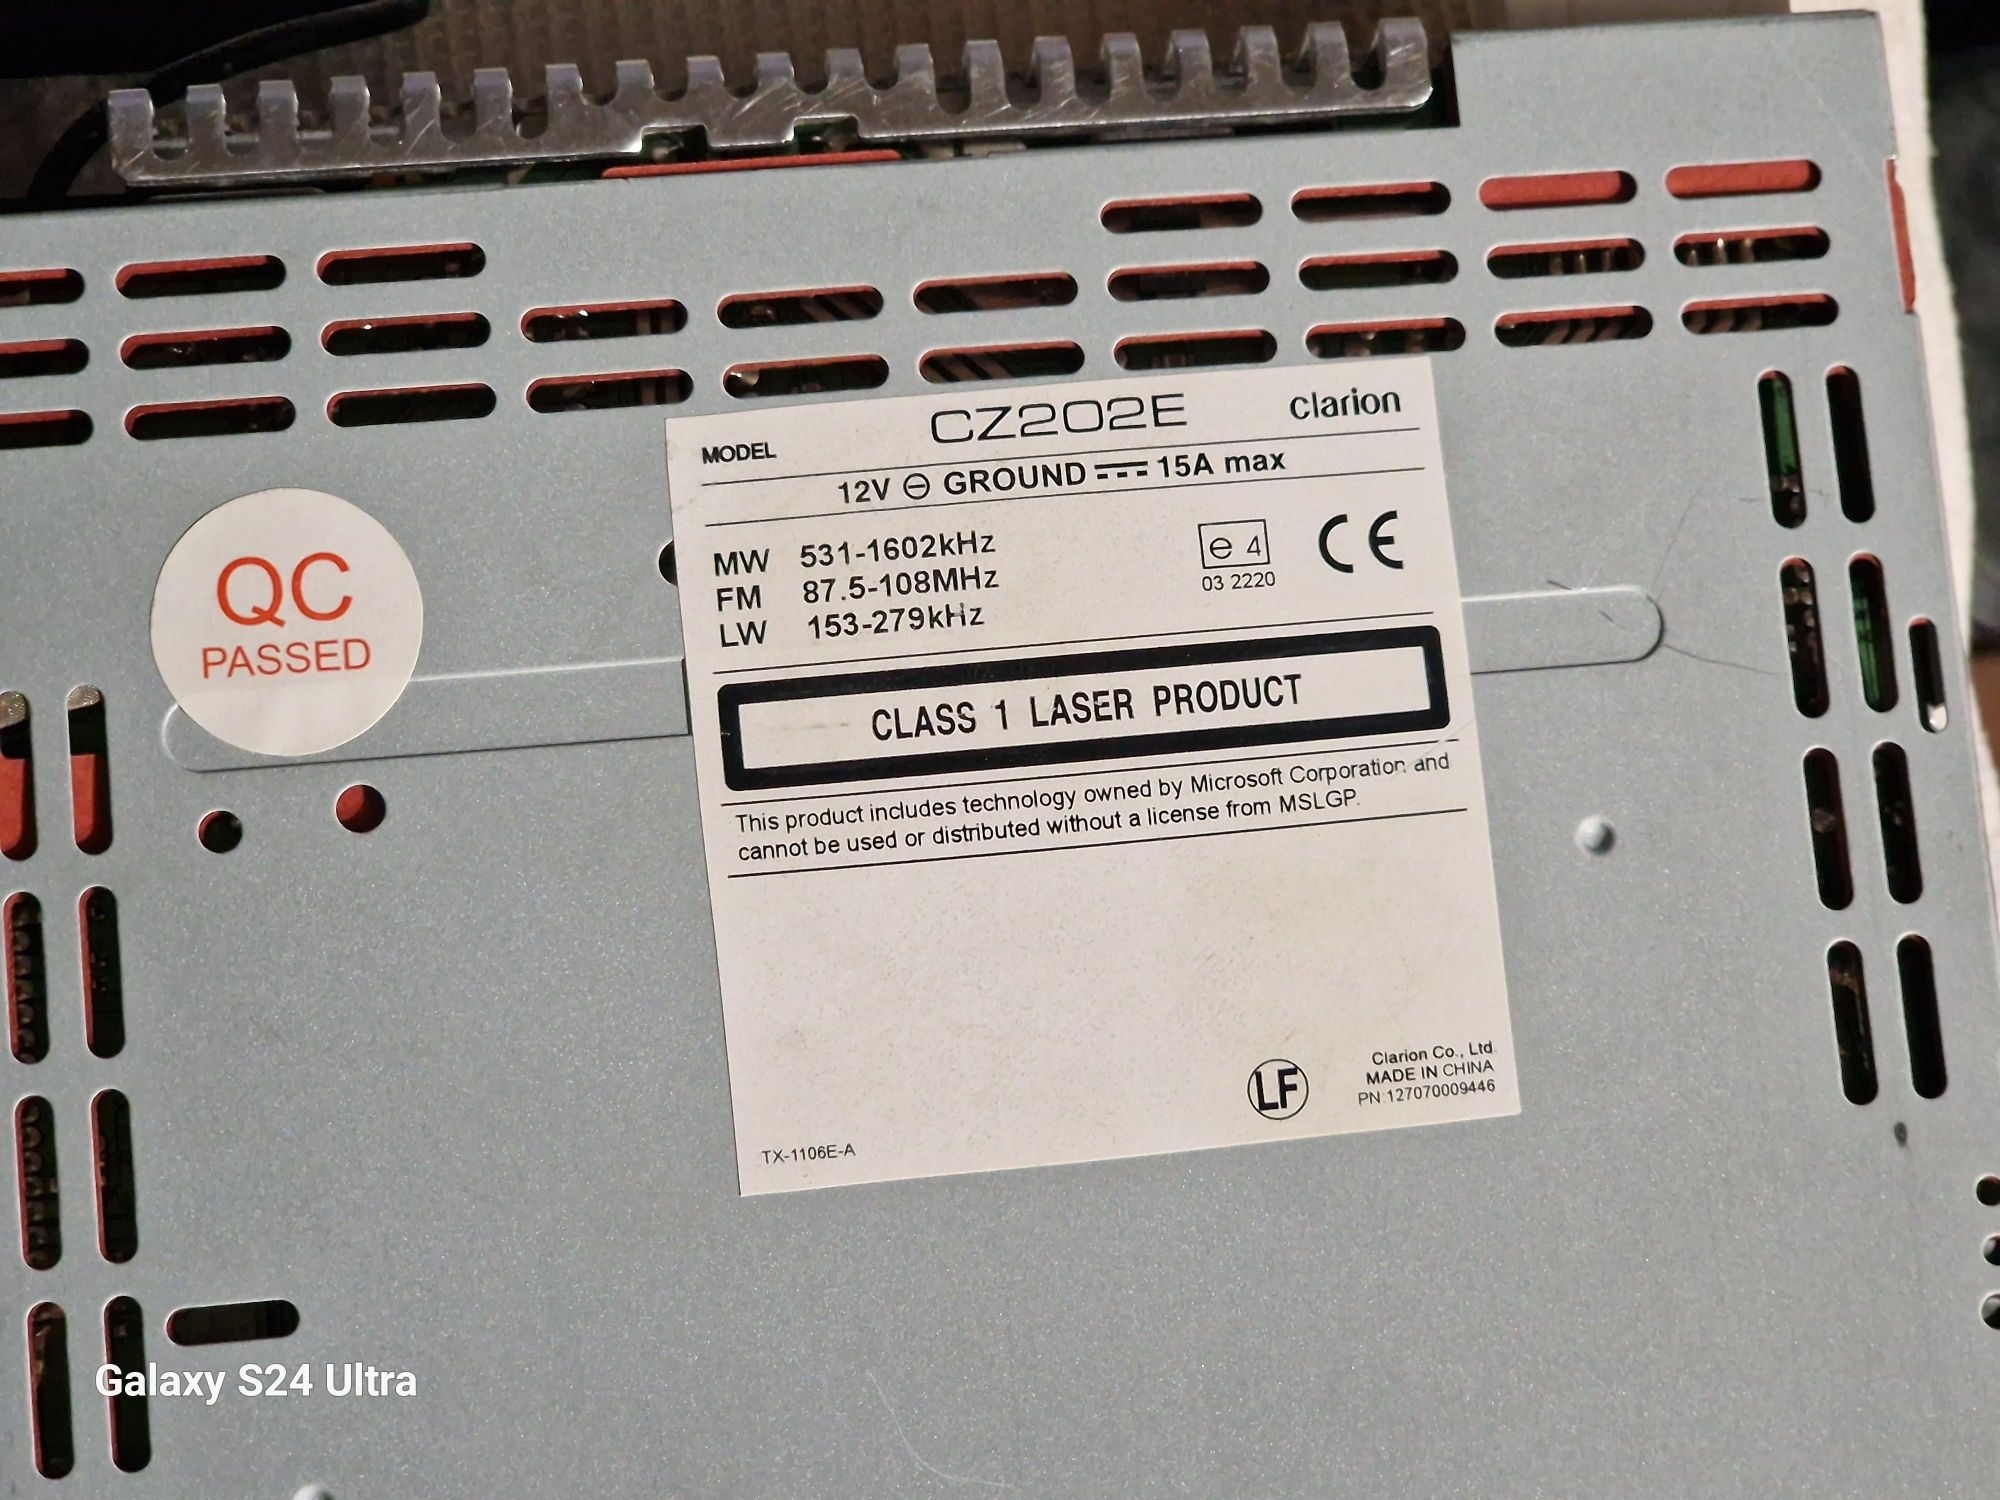 MODEL CZ202E clarion
12V ⊖ GROUND ⎓ 15A max
MW 531-1602kHz
FM 87.5-108MHz
LW 153-279kHz
e 4
03 2220
CE
CLASS 1 LASER PRODUCT
This product includes technology owned by Microsoft Corporation and
cannot be used or distributed without a license from MSLGP.
LF
Clarion Co., Ltd.
MADE IN CHINA
PN:127070009446
TX-1106E-A
QC
PASSED
Galaxy S24 Ultra